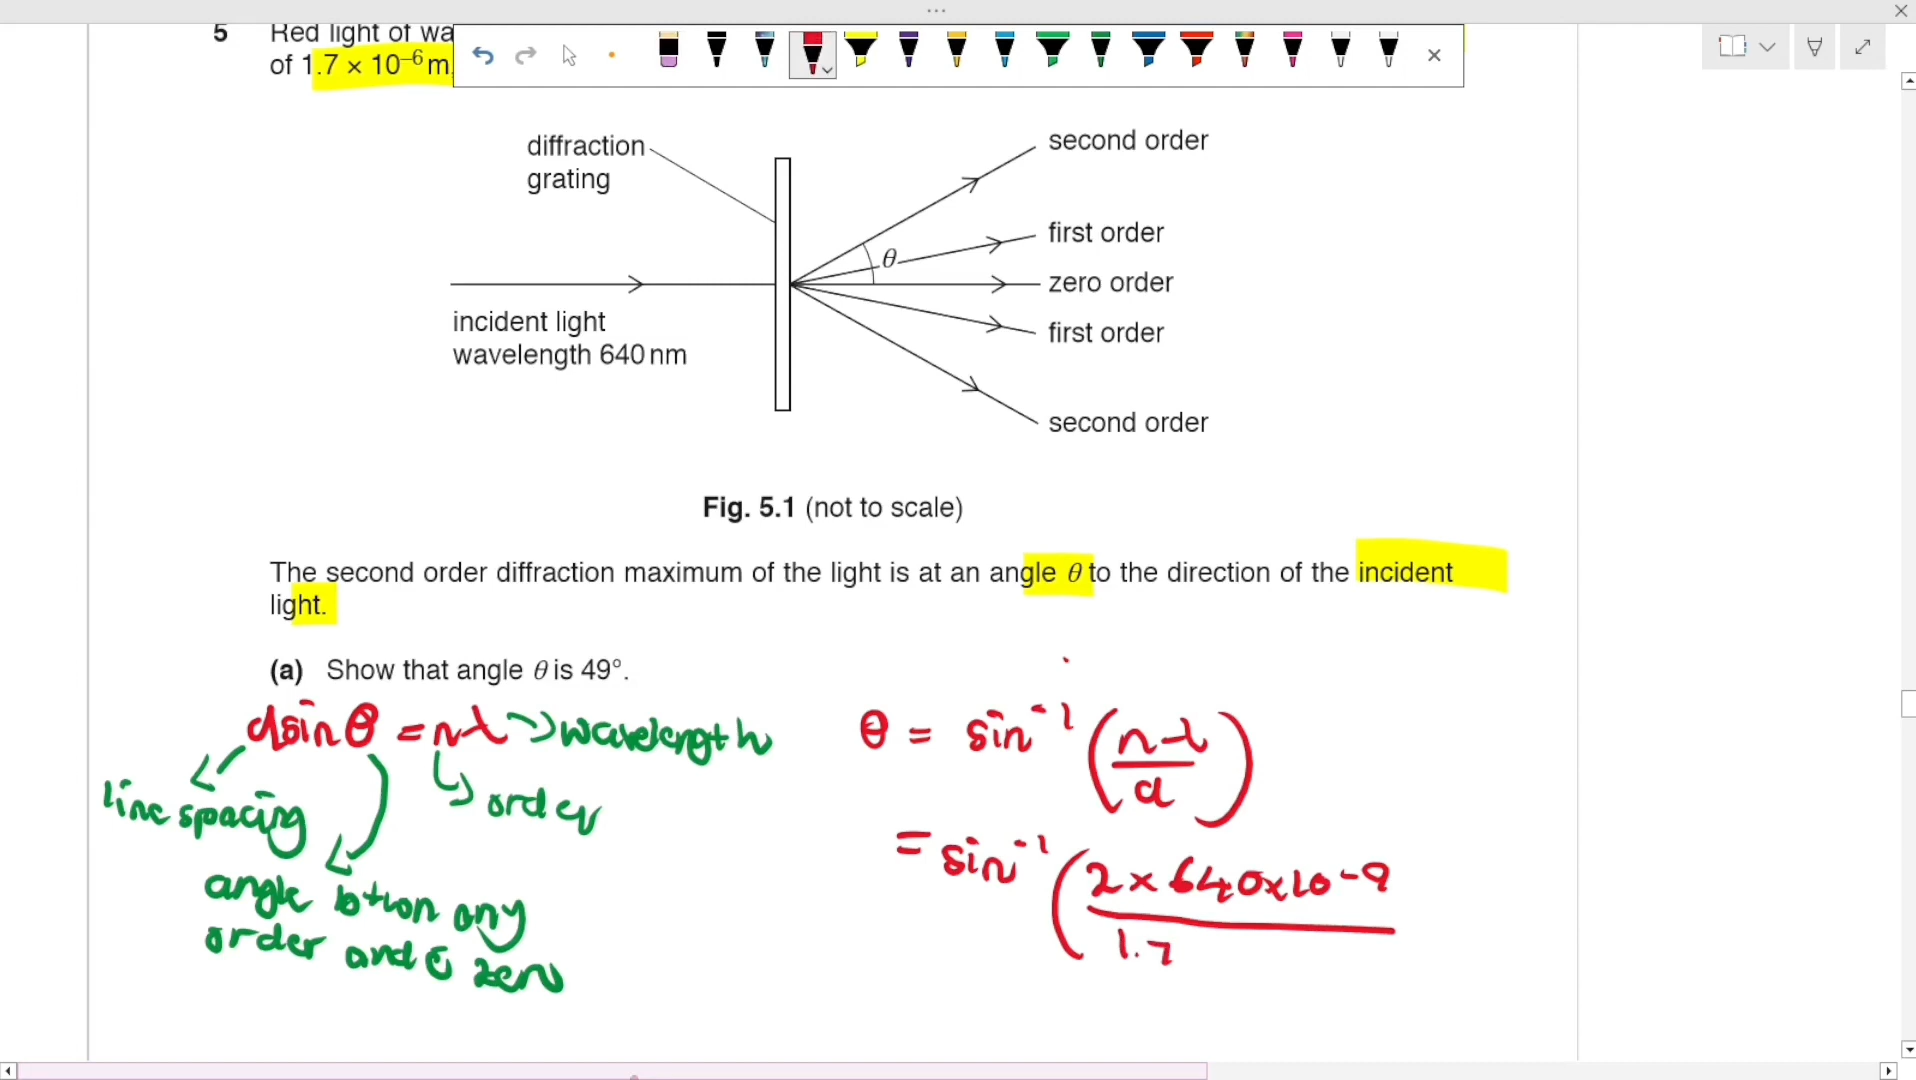 5 Red light of wa
of 1.7 × 10⁻⁶ m,
diffraction
grating
second order
first order
θ
zero order
first order
second order
incident light
wavelength 640 nm
Fig. 5.1 (not to scale)
The second order diffraction maximum of the light is at an angle θ to the direction of the incident
light.
(a) Show that angle θ is 49°.
dsinθ = nλ → wavelength
line spacing
order
angle btwn any
order and zero
θ = sin⁻¹ (nλ/d)
= sin⁻¹ (2 × 640×10⁻⁹
1.7